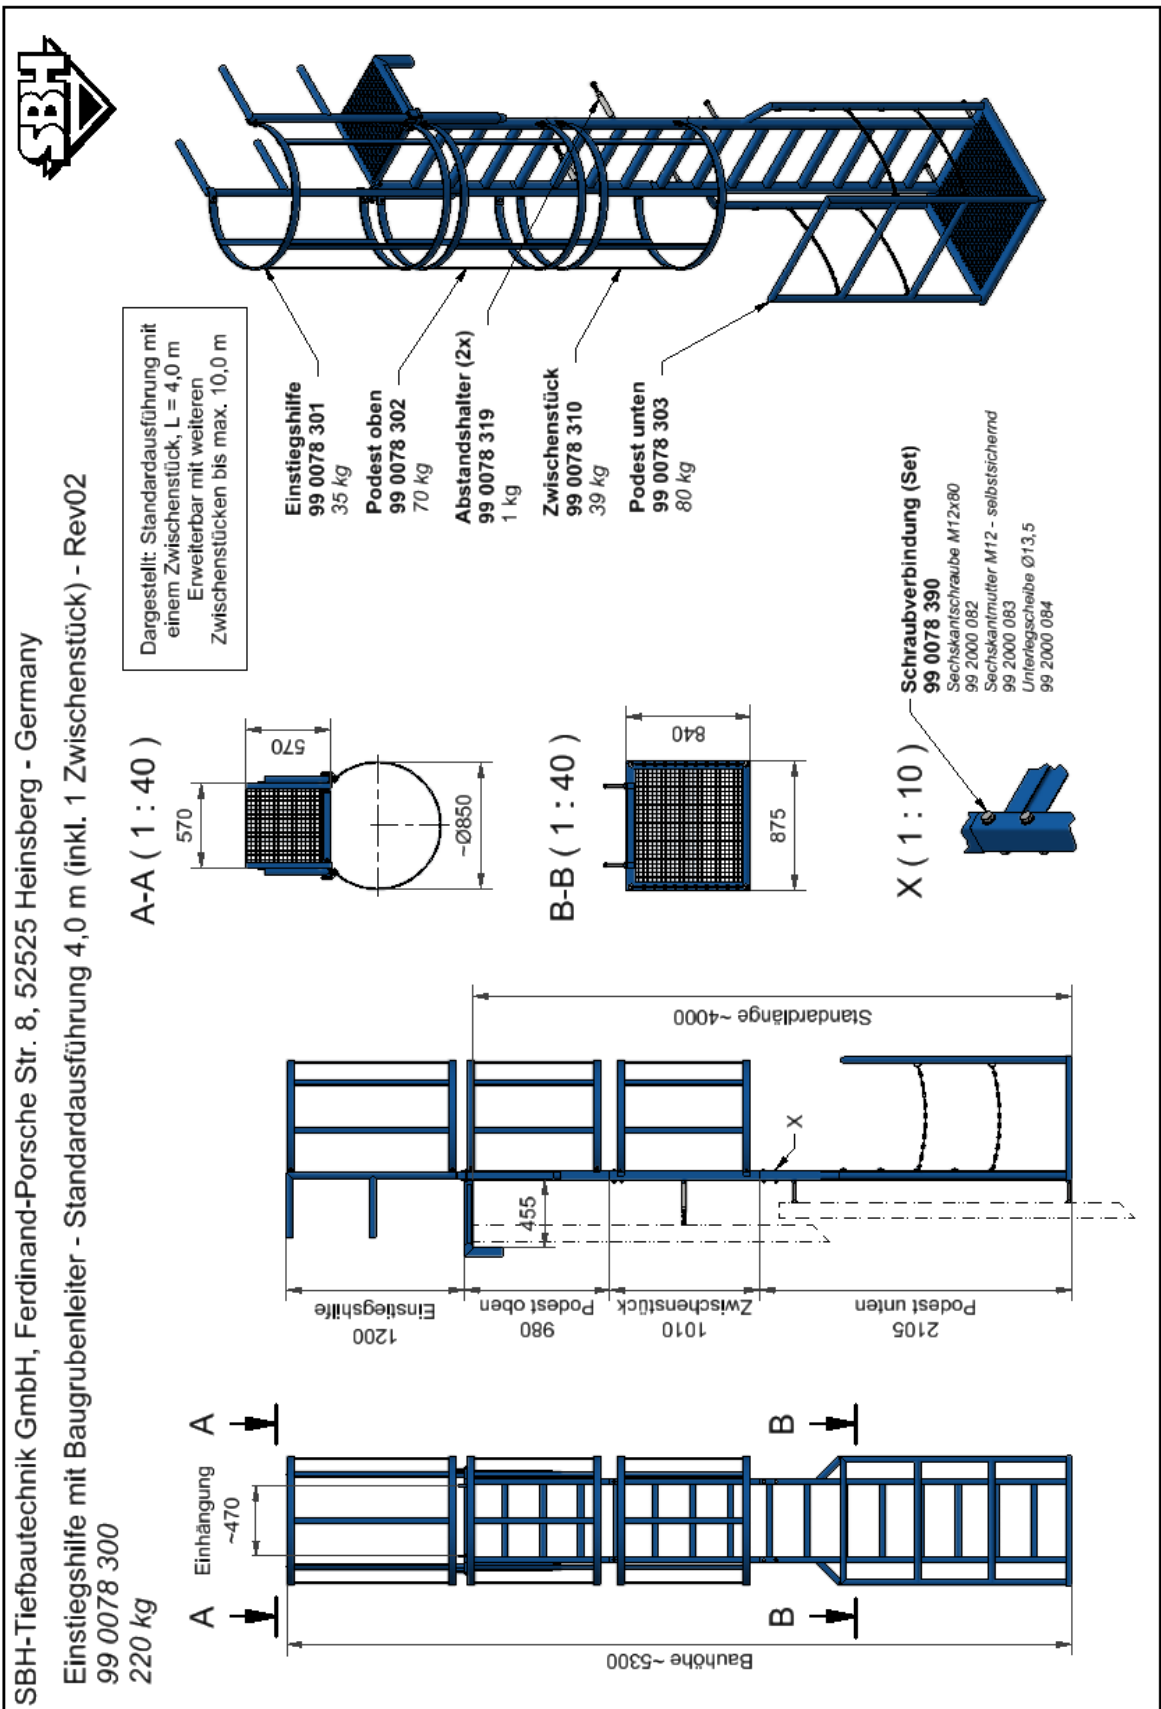 SBH
SBH-Tiefbautechnik GmbH, Ferdinand-Porsche Str. 8, 52525 Heinsberg - Germany
Einstiegshilfe mit Baugrubenleiter - Standardausführung 4,0 m (inkl. 1 Zwischenstück) - Rev02
99 0078 300
220 kg
Dargestellt: Standardausführung mit
einem Zwischenstück, L = 4,0 m
Erweiterbar mit weiteren
Zwischenstücken bis max. 10,0 m
A
A
Einhängung
~470
B
B
Bauhöhe ~5300
Einstiegshilfe
1200
Podest oben
980
Zwischenstück
1010
Podest unten
2105
455
X
Standardlänge ~4000
A-A ( 1 : 40 )
570
570
~Ø850
B-B ( 1 : 40 )
840
875
X ( 1 : 10 )
Einstiegshilfe
99 0078 301
35 kg
Podest oben
99 0078 302
70 kg
Abstandshalter (2x)
99 0078 319
1 kg
Zwischenstück
99 0078 310
39 kg
Podest unten
99 0078 303
80 kg
Schraubverbindung (Set)
99 0078 390
Sechskantschraube M12x80
99 2000 082
Sechskantmutter M12 - selbstsichernd
99 2000 083
Unterlegscheibe Ø13,5
99 2000 084